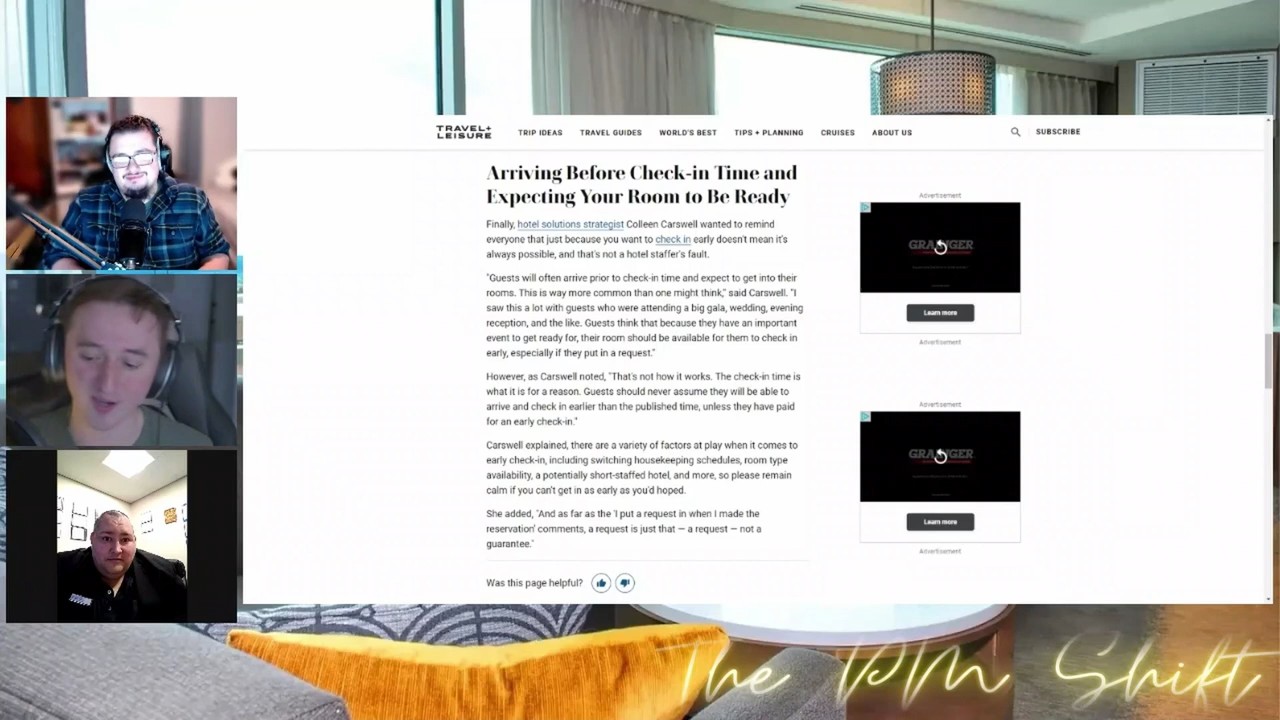 TRAVEL+
LEISURE
TRIP IDEAS
TRAVEL GUIDES
WORLD'S BEST
TIPS + PLANNING
CRUISES
ABOUT US
SUBSCRIBE
Arriving Before Check-in Time and
Expecting Your Room to Be Ready
Finally, hotel solutions strategist Colleen Carswell wanted to remind
everyone that just because you want to check in early doesn't mean it's
always possible, and that's not a hotel staffer's fault.
"Guests will often arrive prior to check-in time and expect to get into their
rooms. This is way more common than one might think," said Carswell. "I
saw this a lot with guests who were attending a big gala, wedding, evening
reception, and the like. Guests think that because they have an important
event to get ready for, their room should be available for them to check in
early, especially if they put in a request."
However, as Carswell noted, "That's not how it works. The check-in time is
what it is for a reason. Guests should never assume they will be able to
arrive and check in earlier than the published time, unless they have paid
for an early check-in."
Carswell explained, there are a variety of factors at play when it comes to
early check-in, including switching housekeeping schedules, room type
availability, a potentially short-staffed hotel, and more, so please remain
calm if you can't get in as early as you'd hoped.
She added, "And as far as the 'I put a request in when I made the
reservation' comments, a request is just that — a request — not a
guarantee."
Was this page helpful?
Advertisement
GRAINGER
Learn more
Advertisement
Advertisement
GRAINGER
Learn more
Advertisement
The PM Shift